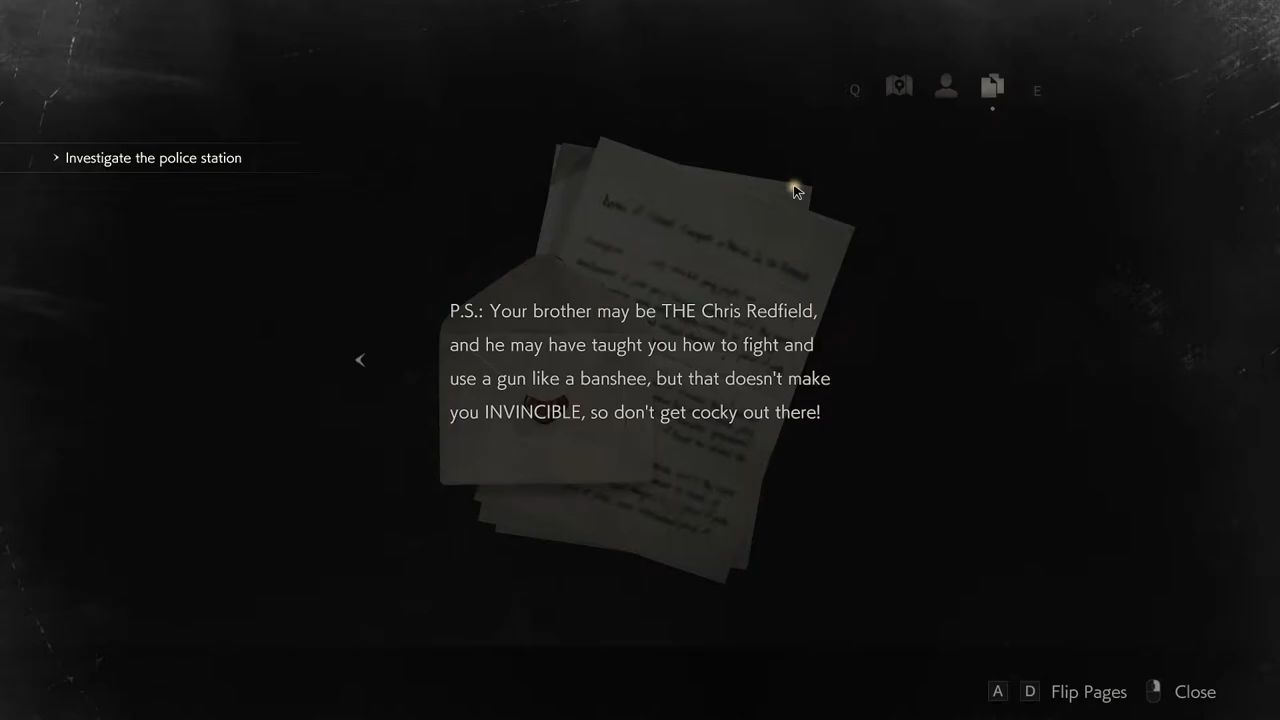 Q
E
> Investigate the police station
P.S.: Your brother may be THE Chris Redfield,
and he may have taught you how to fight and
use a gun like a banshee, but that doesn't make
you INVINCIBLE, so don't get cocky out there!
A D Flip Pages Close